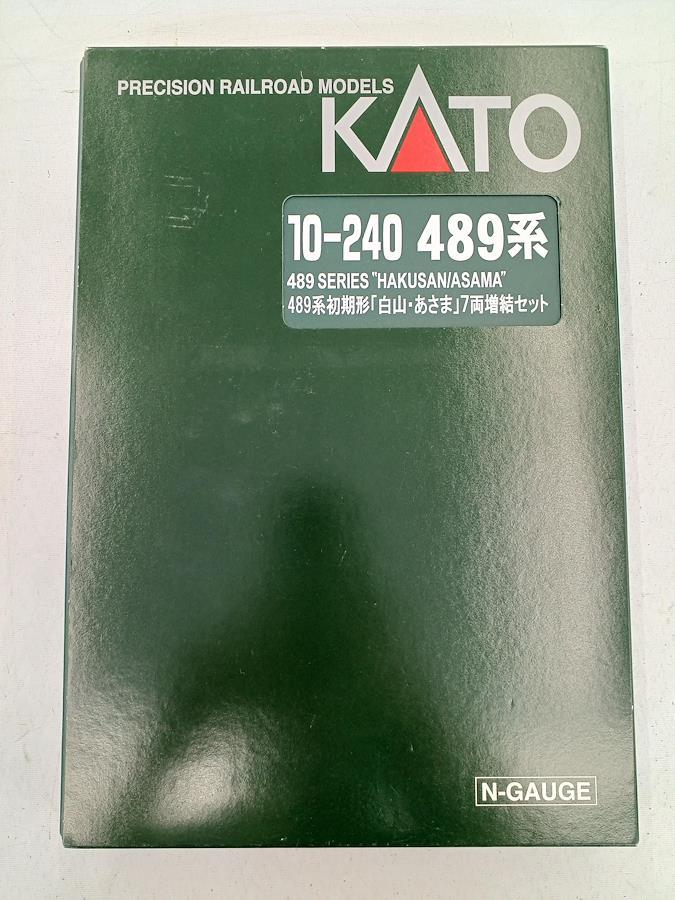 PRECISION RAILROAD MODELS
KATO
10-240 489系
489 SERIES "HAKUSAN/ASAMA"
489系初期形「白山・あさま」7両増結セット
N-GAUGE